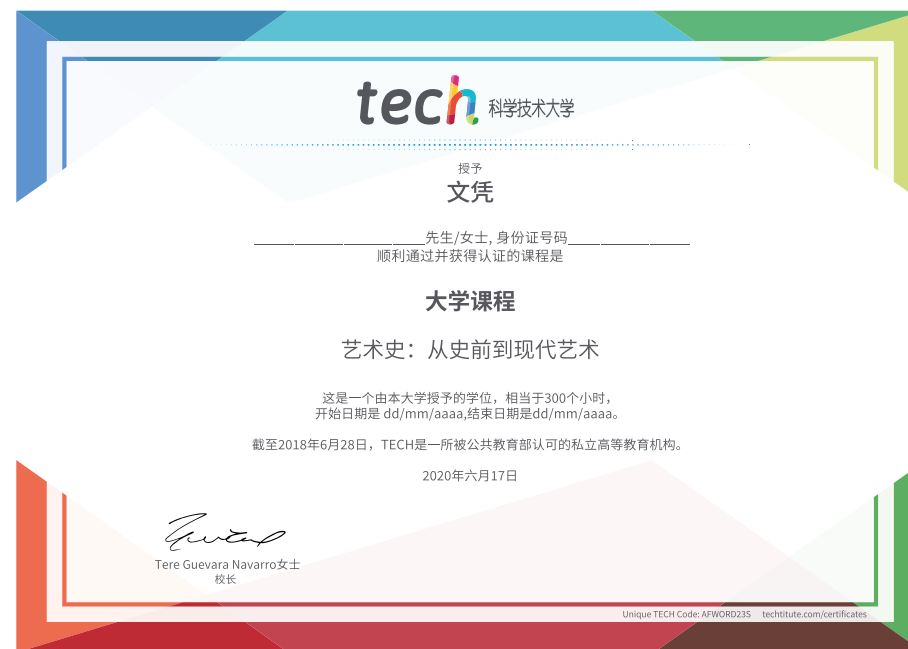 tech 科学技术大学
授予
文凭
先生/女士, 身份证号码
顺利通过并获得认证的课程是
大学课程
艺术史：从史前到现代艺术
这是一个由本大学授予的学位，相当于300个小时，
开始日期是 dd/mm/aaaa,结束日期是dd/mm/aaaa。
截至2018年6月28日，TECH是一所被公共教育部认可的私立高等教育机构。
2020年六月17日
Tere Guevara Navarro女士
校长
Unique TECH Code: AFWORD23S techtitute.com/certificates